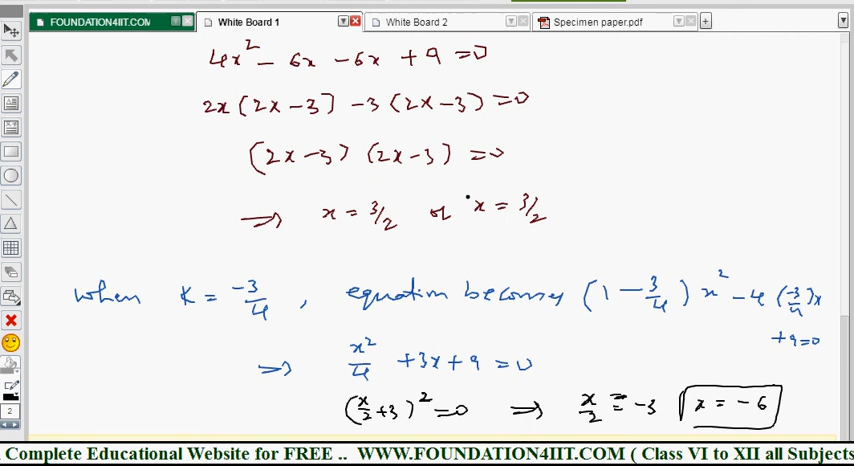 FOUNDATION4IIT.COM White Board 1 White Board 2 Specimen paper.pdf
4x² - 6x - 6x + 9 = 0
2x (2x - 3) - 3 (2x - 3) = 0
(2x - 3) (2x - 3) = 0
⇒ x = 3/2 or x = 3/2
When K = -3/4, equation becomes (1 - 3/4) x² - 4 (-3/4) x
+ 9 = 0
⇒ x²/4 + 3x + 9 = 0
(x/2 + 3)² = 0 ⇒ x/2 = -3 x = -6
2
Complete Educational Website for FREE .. WWW.FOUNDATION4IIT.COM ( Class VI to XII all Subjects